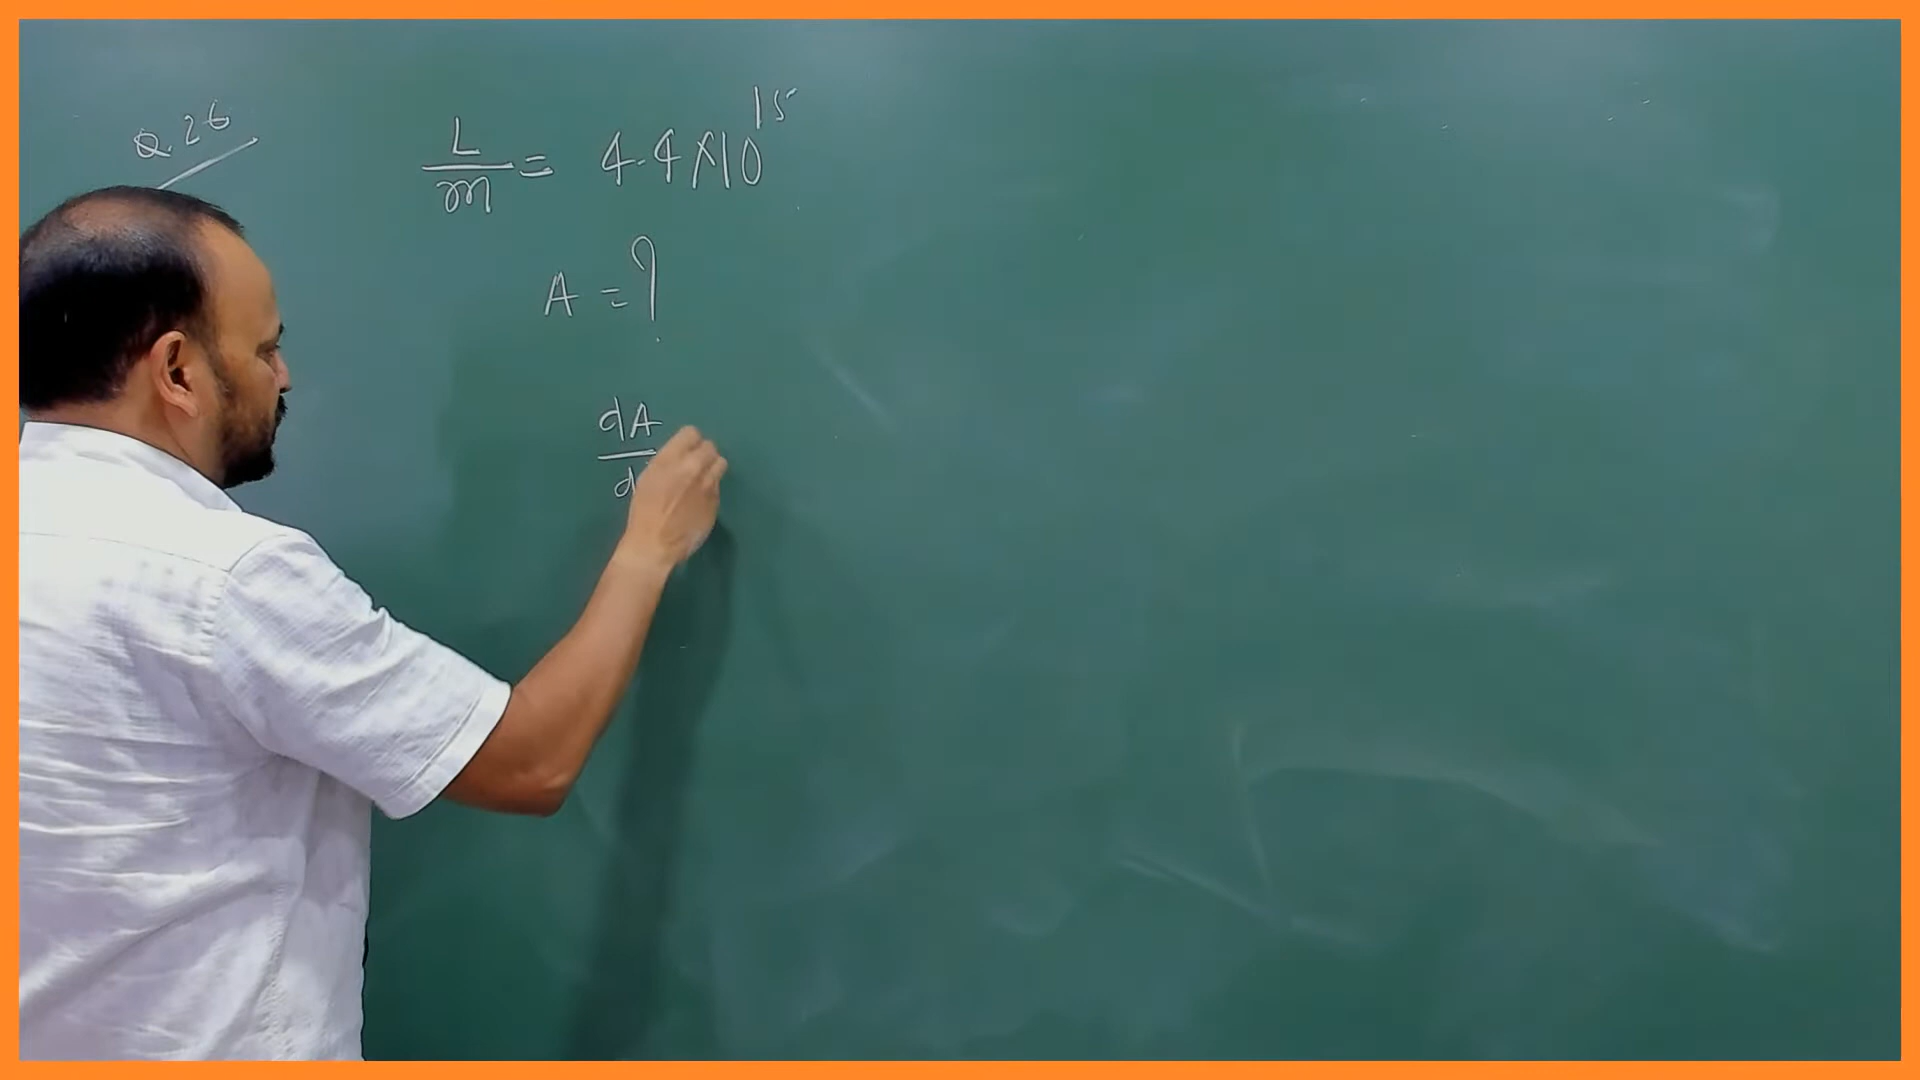 Q.26
L/m = 4.4×10^15
A = ?
dA/d